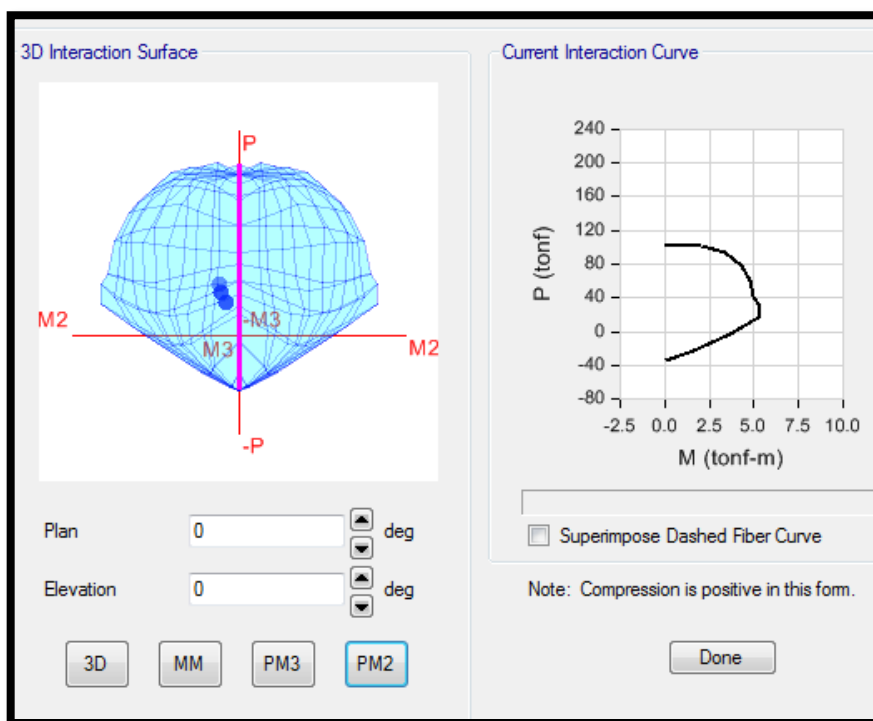 3D Interaction Surface
P
M2
-M3
M3
M2
-P
Plan
0
deg
Elevation
0
deg
3D
MM
PM3
PM2
Current Interaction Curve
240
200
160
120
80
40
0
-40
-80
P (tonf)
-2.5 0.0 2.5 5.0 7.5 10.0
M (tonf-m)
Superimpose Dashed Fiber Curve
Note: Compression is positive in this form.
Done